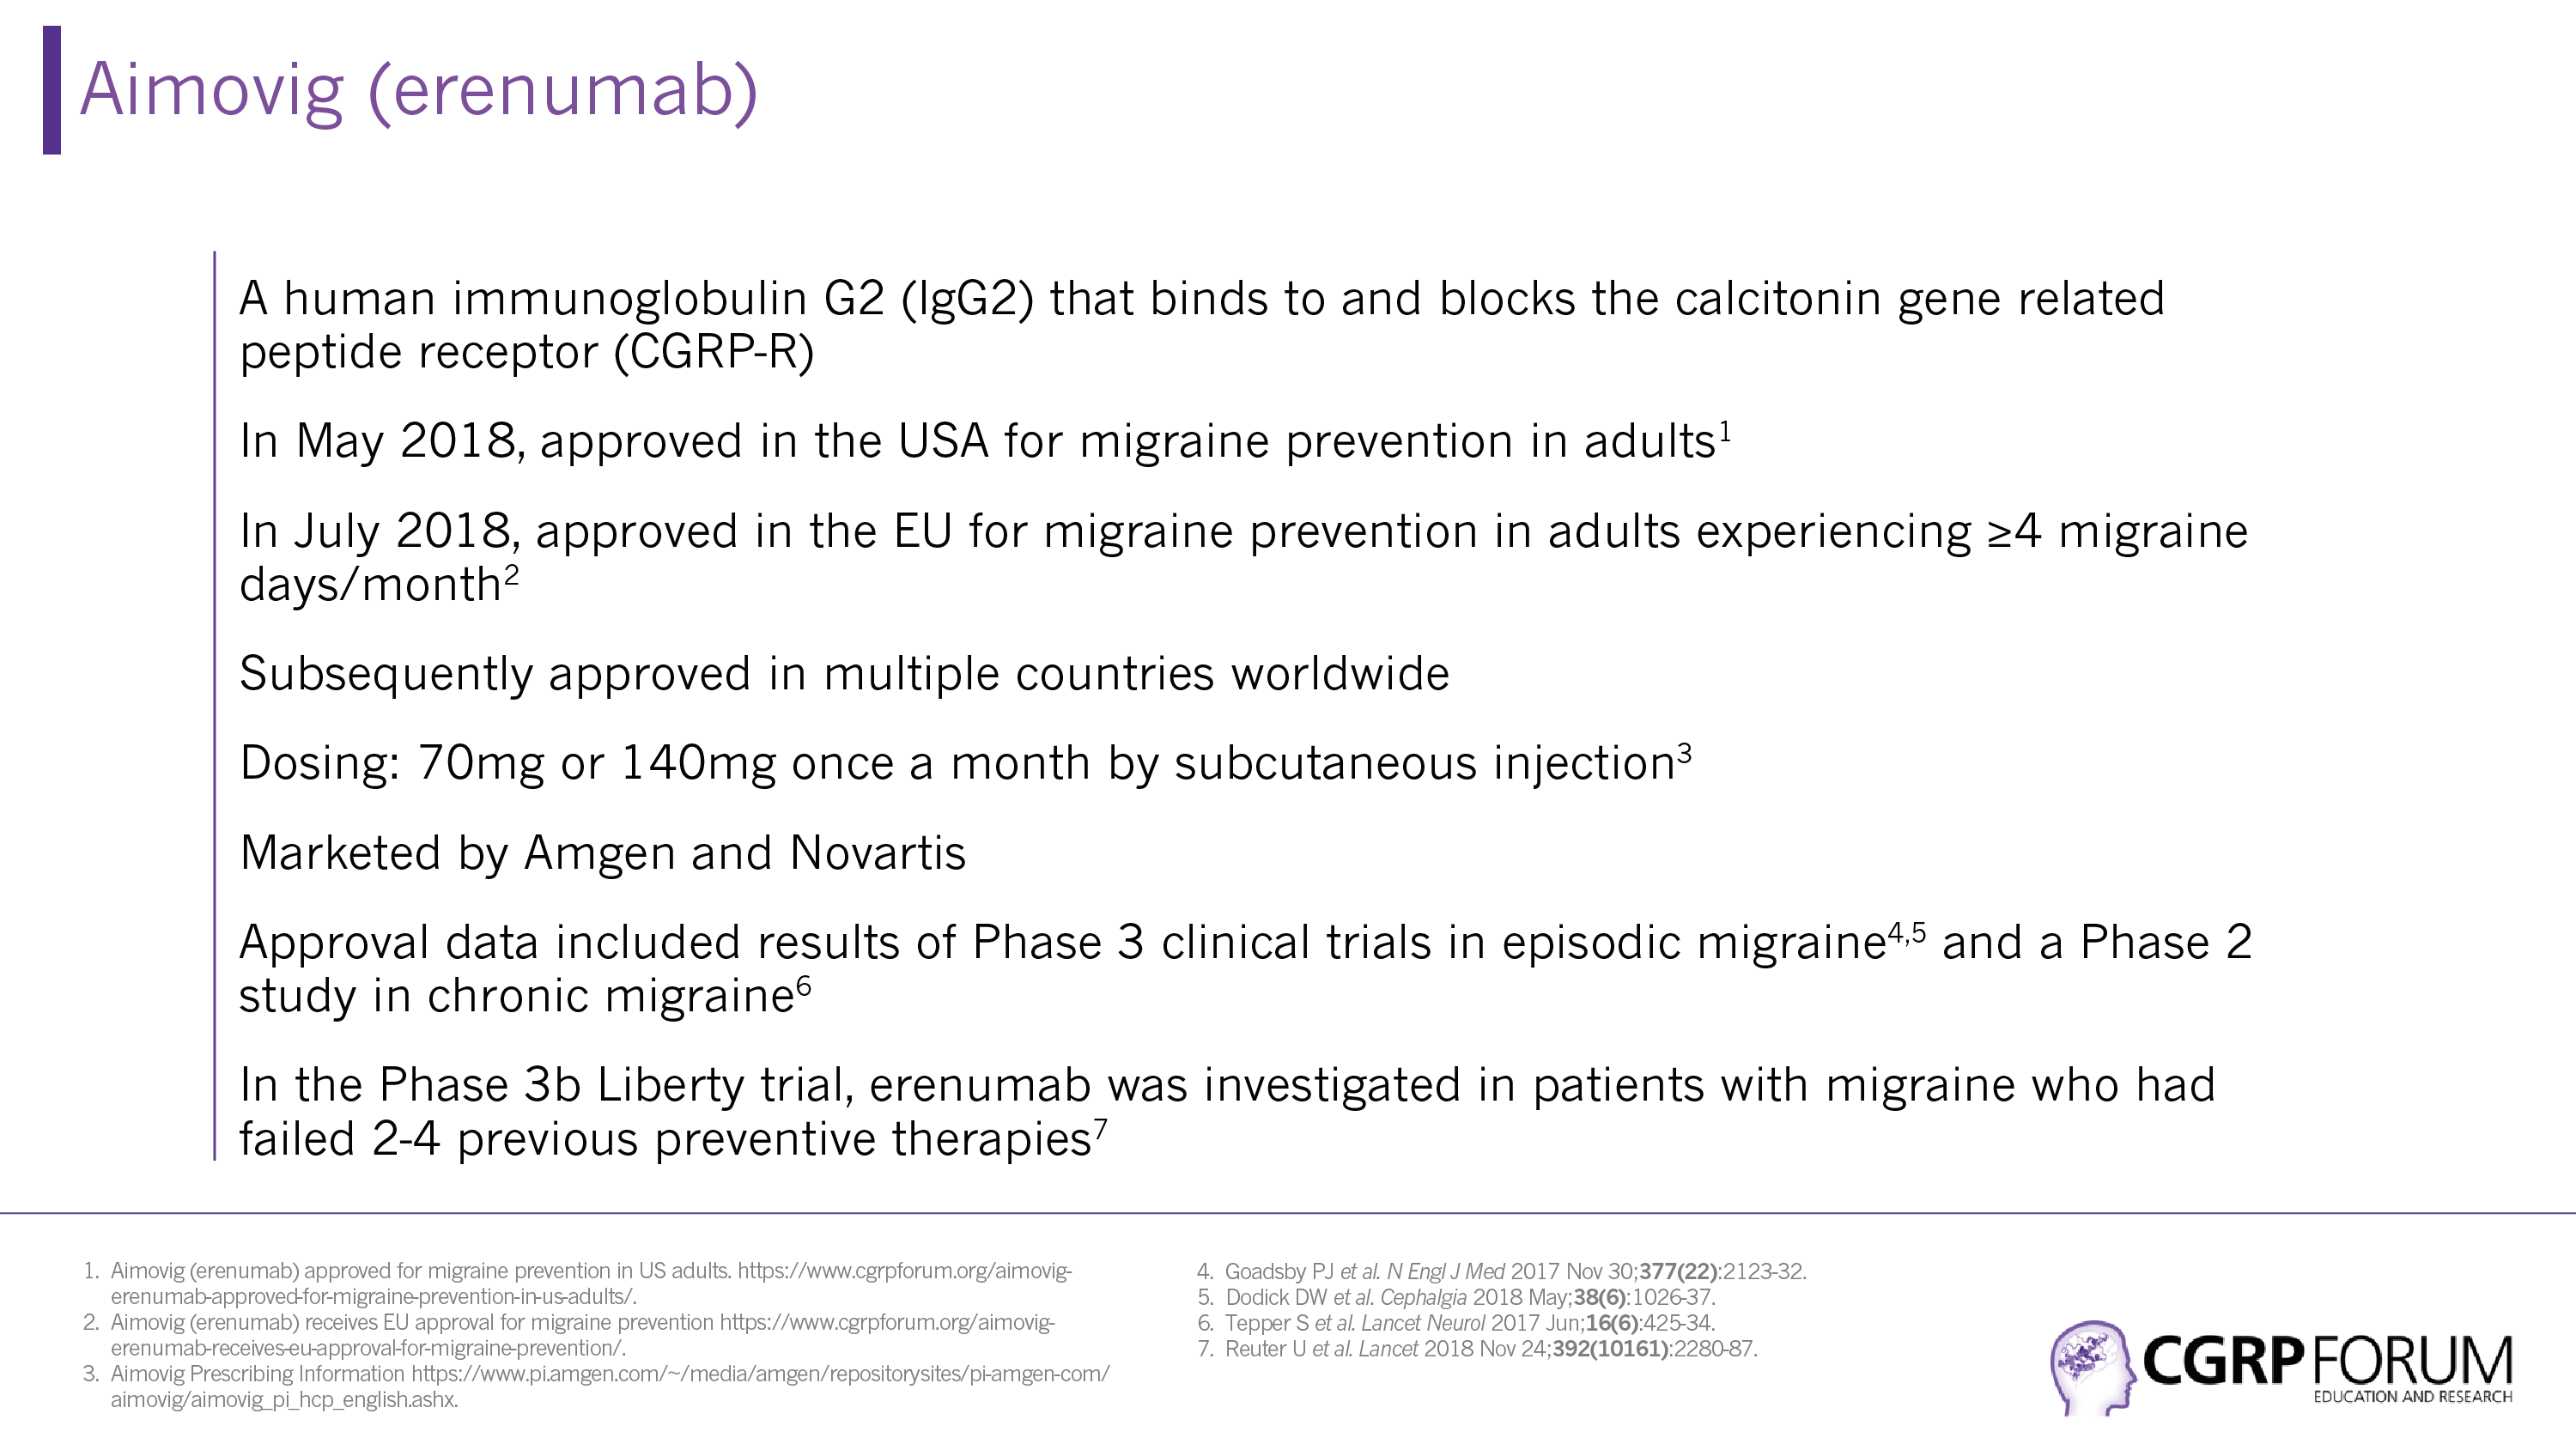 Aimovig (erenumab)
A human immunoglobulin G2 (IgG2) that binds to and blocks the calcitonin gene related
peptide receptor (CGRP-R)
In May 2018, approved in the USA for migraine prevention in adults¹
In July 2018, approved in the EU for migraine prevention in adults experiencing ≥4 migraine
days/month²
Subsequently approved in multiple countries worldwide
Dosing: 70mg or 140mg once a month by subcutaneous injection³
Marketed by Amgen and Novartis
Approval data included results of Phase 3 clinical trials in episodic migraine⁴,⁵ and a Phase 2
study in chronic migraine⁶
In the Phase 3b Liberty trial, erenumab was investigated in patients with migraine who had
failed 2-4 previous preventive therapies⁷
1. Aimovig (erenumab) approved for migraine prevention in US adults. https://www.cgrpforum.org/aimovig-
erenumab-approved-for-migraine-prevention-in-us-adults/.
2. Aimovig (erenumab) receives EU approval for migraine prevention https://www.cgrpforum.org/aimovig-
erenumab-receives-eu-approval-for-migraine-prevention/.
3. Aimovig Prescribing Information https://www.pi.amgen.com/~/media/amgen/repositorysites/pi-amgen-com/
aimovig/aimovig_pi_hcp_english.ashx.
4. Goadsby PJ et al. N Engl J Med 2017 Nov 30;377(22):2123-32.
5. Dodick DW et al. Cephalgia 2018 May;38(6):1026-37.
6. Tepper S et al. Lancet Neurol 2017 Jun;16(6):425-34.
7. Reuter U et al. Lancet 2018 Nov 24;392(10161):2280-87.
CGRP FORUM
EDUCATION AND RESEARCH